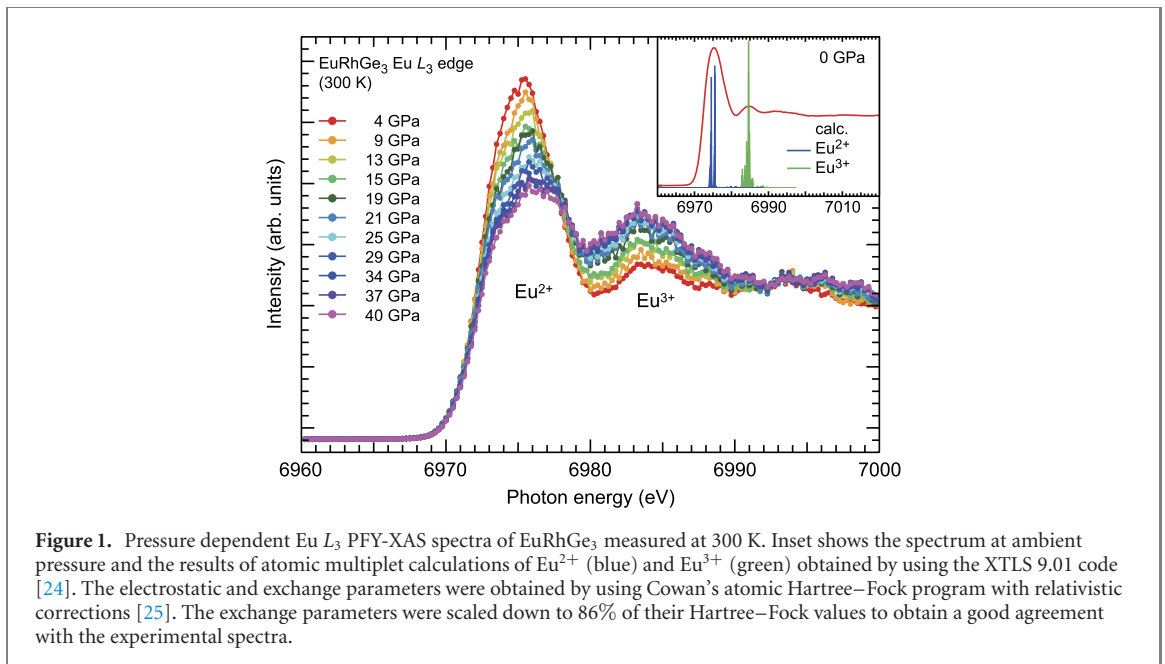 EuRhGe3 Eu L3 edge
(300 K)
4 GPa
9 GPa
13 GPa
15 GPa
19 GPa
21 GPa
25 GPa
29 GPa
34 GPa
37 GPa
40 GPa
Intensity (arb. units)
Eu2+
Eu3+
0 GPa
calc.
Eu2+
Eu3+
6970 6990 7010
6960 6970 6980 6990 7000
Photon energy (eV)
Figure 1. Pressure dependent Eu L3 PFY-XAS spectra of EuRhGe3 measured at 300 K. Inset shows the spectrum at ambient
pressure and the results of atomic multiplet calculations of Eu2+ (blue) and Eu3+ (green) obtained by using the XTLS 9.01 code
[24]. The electrostatic and exchange parameters were obtained by using Cowan's atomic Hartree–Fock program with relativistic
corrections [25]. The exchange parameters were scaled down to 86% of their Hartree–Fock values to obtain a good agreement
with the experimental spectra.